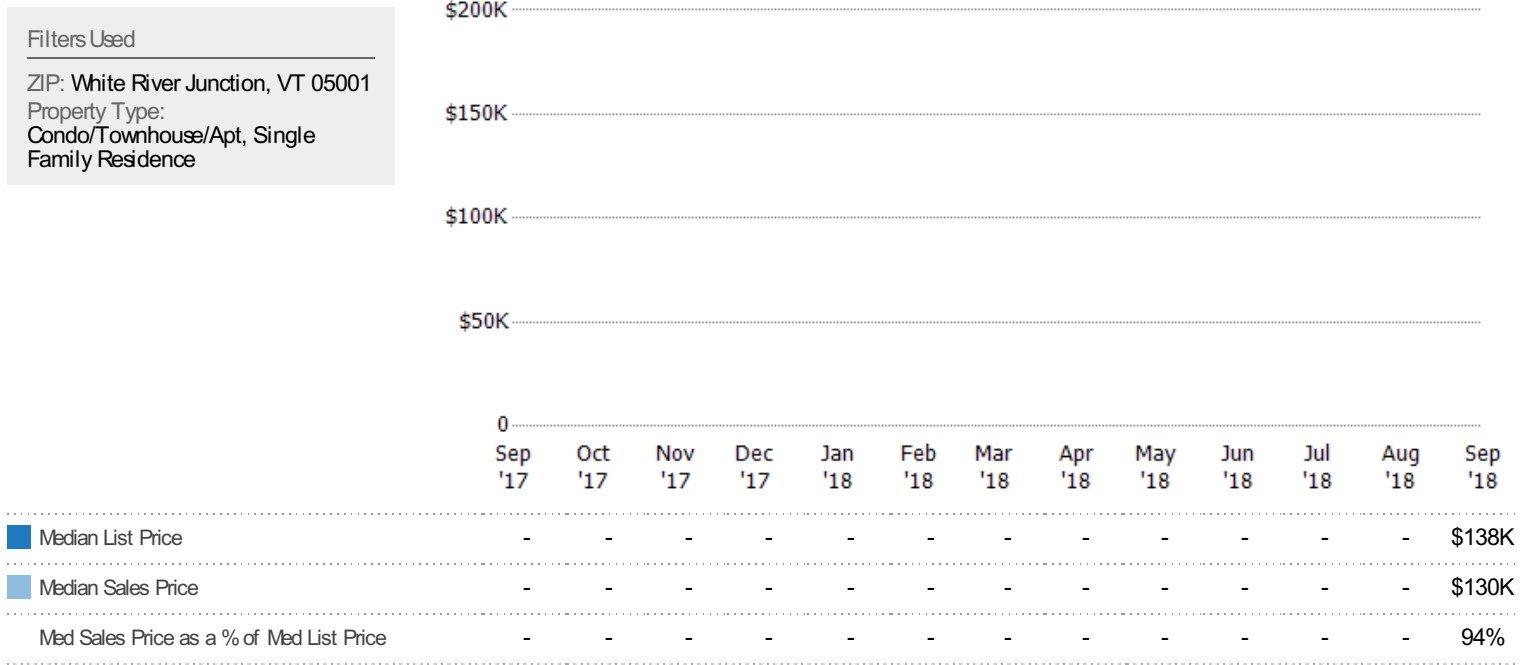 Filters Used
ZIP: White River Junction, VT 05001
Property Type:
Condo/Townhouse/Apt, Single
Family Residence
$200K
$150K
$100K
$50K
0
Sep Oct Nov Dec Jan Feb Mar Apr May Jun Jul Aug Sep
'17 '17 '17 '17 '18 '18 '18 '18 '18 '18 '18 '18 '18
Median List Price - - - - - - - - - - - - $138K
Median Sales Price - - - - - - - - - - - - $130K
Med Sales Price as a % of Med List Price - - - - - - - - - - - - 94%